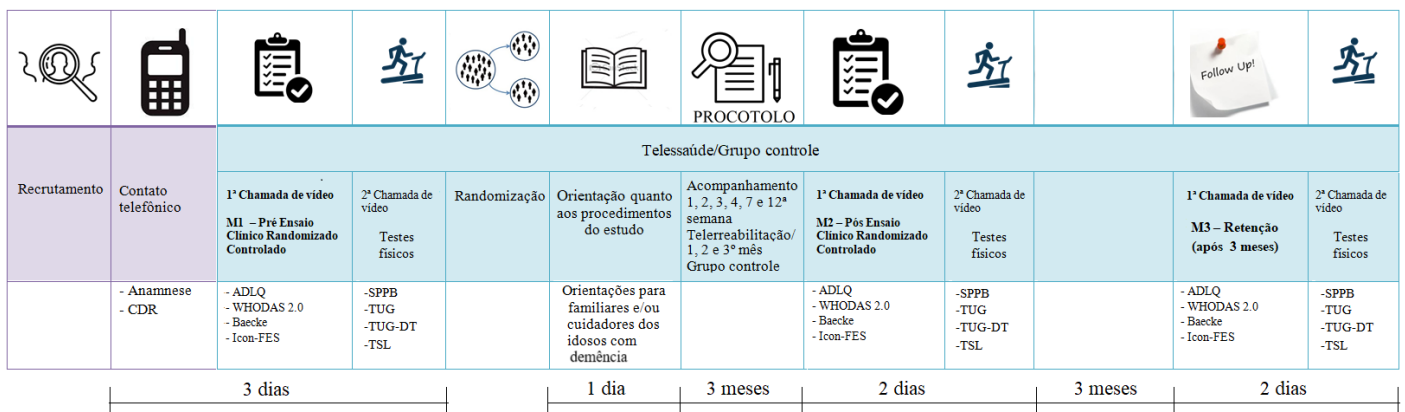 Follow Up!
PROCOTOLO
Telessaúde/Grupo controle
Recrutamento
Contato
telefônico
1ª Chamada de vídeo
M1 – Pré Ensaio
Clínico Randomizado
Controlado
2ª Chamada de
vídeo
Testes
físicos
Randomização
Orientação quanto
aos procedimentos
do estudo
Acompanhamento
1, 2, 3, 4, 7 e 12ª
semana
Telerreabilitação/
1, 2 e 3º mês
Grupo controle
1ª Chamada de vídeo
M2 – Pós Ensaio
Clínico Randomizado
Controlado
2ª Chamada de
vídeo
Testes
físicos
1ª Chamada de vídeo
M3 – Retenção
(após 3 meses)
2ª Chamada de
vídeo
Testes
físicos
- Anamnese
- CDR
- ADLQ
- WHODAS 2.0
- Baecke
- Icon-FES
-SPPB
-TUG
-TUG-DT
-TSL
Orientações para
familiares e/ou
cuidadores dos
idosos com
demência
- ADLQ
- WHODAS 2.0
- Baecke
- Icon-FES
-SPPB
-TUG
-TUG-DT
-TSL
- ADLQ
- WHODAS 2.0
- Baecke
- Icon-FES
-SPPB
-TUG
-TUG-DT
-TSL
3 dias
1 dia
3 meses
2 dias
3 meses
2 dias